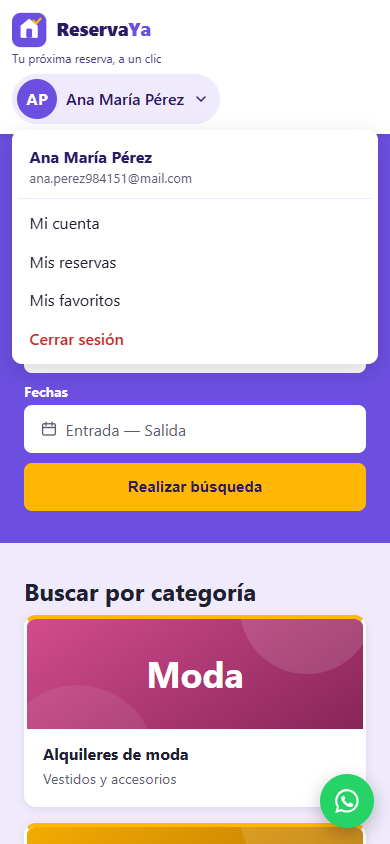 ReservaYa
Tu próxima reserva, a un clic
AP Ana María Pérez
Ana María Pérez
ana.perez984151@mail.com
Mi cuenta
Mis reservas
Mis favoritos
Cerrar sesión
Fechas
Entrada — Salida
Realizar búsqueda
Buscar por categoría
Moda
Alquileres de moda
Vestidos y accesorios